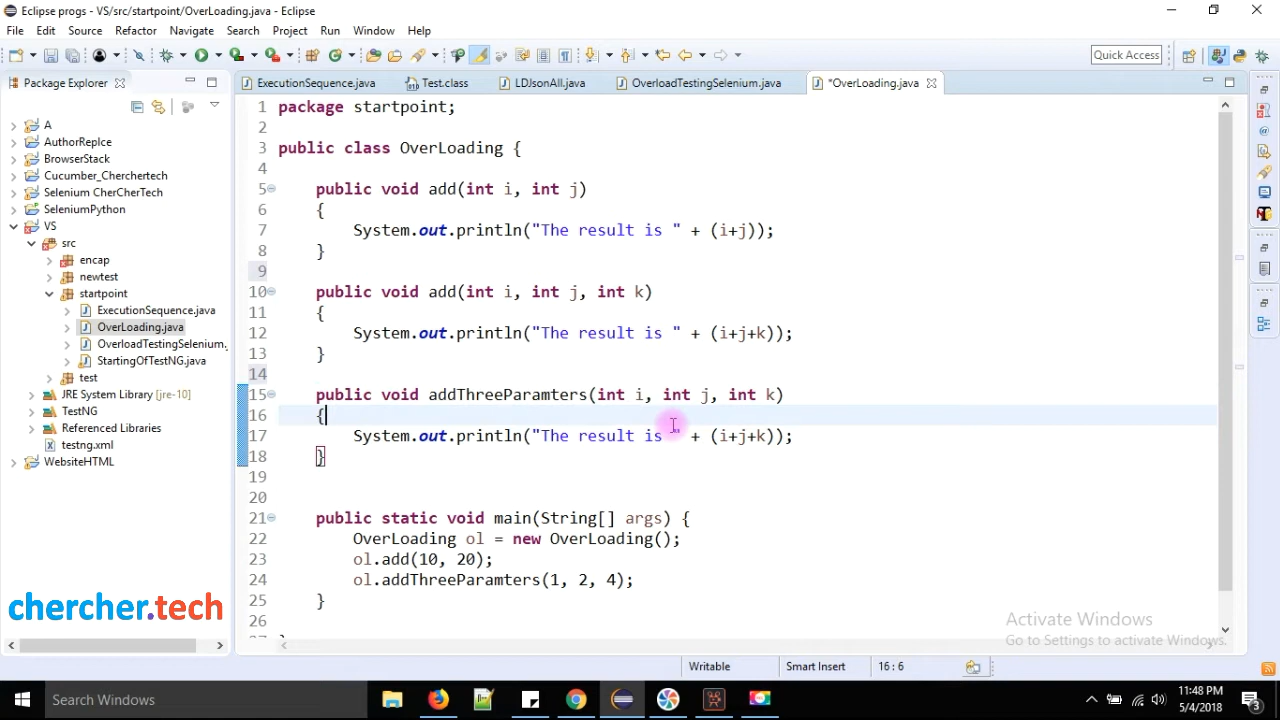 Eclipse progs - VS/src/startpoint/OverLoading.java - Eclipse
File Edit Source Refactor Navigate Search Project Run Window Help
Quick Access
Package Explorer
ExecutionSequence.java Test.class LDJsonAll.java OverloadTestingSelenium.java *OverLoading.java
A
AuthorReplce
BrowserStack
Cucumber_Cherchertech
Selenium CherCherTech
SeleniumPython
VS
src
encap
newtest
startpoint
ExecutionSequence.java
OverLoading.java
OverloadTestingSelenium.
StartingOfTestNG.java
test
JRE System Library [jre-10]
TestNG
Referenced Libraries
testng.xml
WebsiteHTML
chercher.tech
1 package startpoint;
2
3 public class OverLoading {
4
5 public void add(int i, int j)
6 {
7 System.out.println("The result is " + (i+j));
8 }
9
10 public void add(int i, int j, int k)
11 {
12 System.out.println("The result is " + (i+j+k));
13 }
14
15 public void addThreeParamters(int i, int j, int k)
16 {
17 System.out.println("The result is " + (i+j+k));
18 }
19
20
21 public static void main(String[] args) {
22 OverLoading ol = new OverLoading();
23 ol.add(10, 20);
24 ol.addThreeParamters(1, 2, 4);
25 }
26
27 }
Activate Windows
Go to Settings to activate Windows.
Writable Smart Insert 16 : 6
Search Windows
11:48 PM
5/4/2018
3